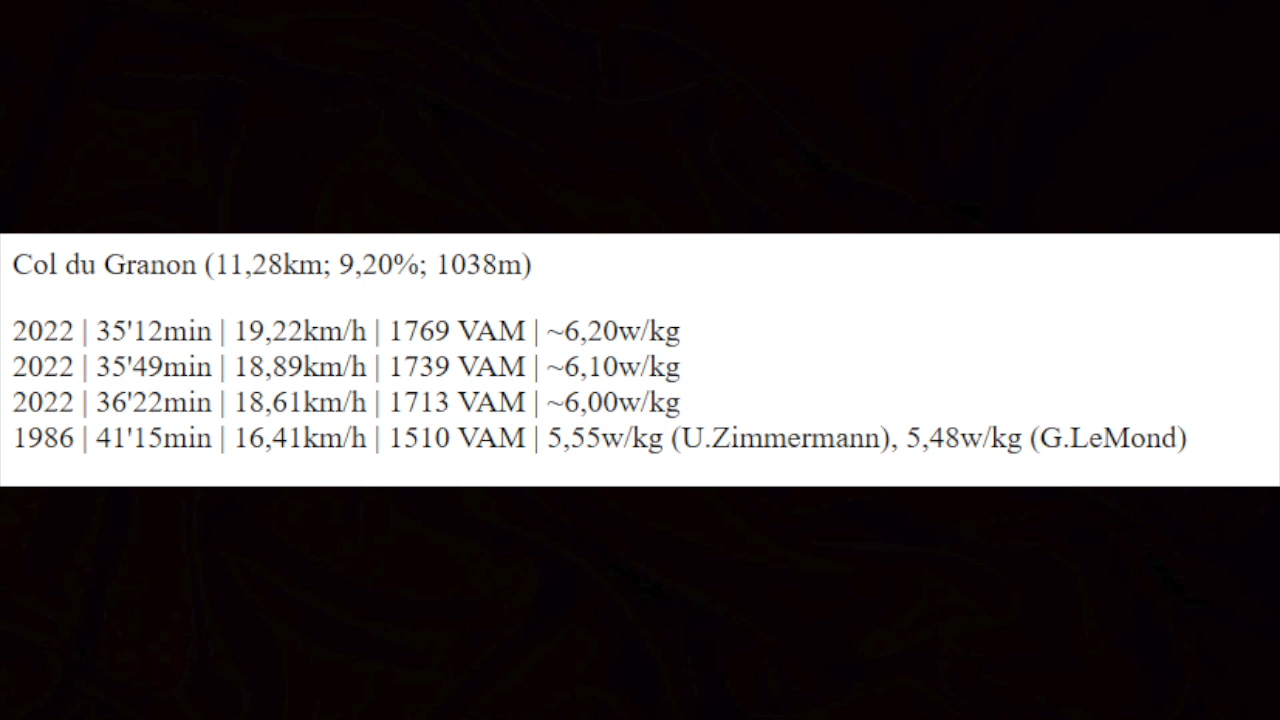 Col du Granon (11,28km; 9,20%; 1038m)
2022 | 35'12min | 19,22km/h | 1769 VAM | ~6,20w/kg
2022 | 35'49min | 18,89km/h | 1739 VAM | ~6,10w/kg
2022 | 36'22min | 18,61km/h | 1713 VAM | ~6,00w/kg
1986 | 41'15min | 16,41km/h | 1510 VAM | 5,55w/kg (U.Zimmermann), 5,48w/kg (G.LeMond)